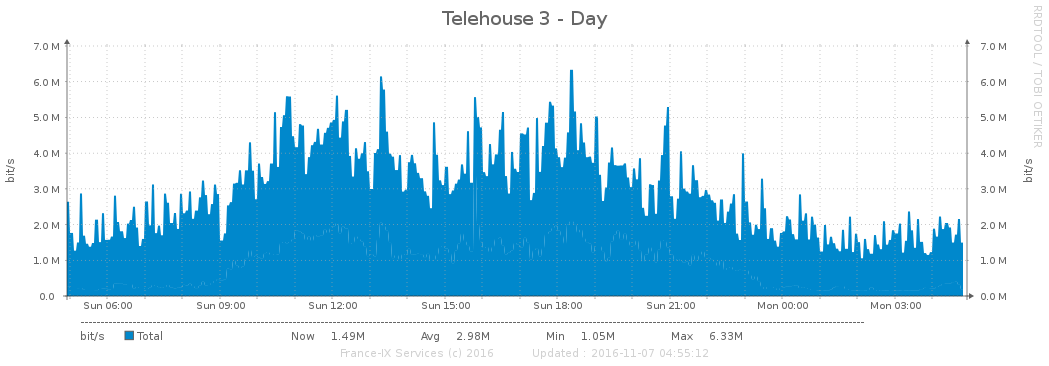 Telehouse 3 - Day
RRDTOOL / TOBI OETIKER
bit/s
7.0 M 7.0 M
6.0 M 6.0 M
5.0 M 5.0 M
4.0 M 4.0 M
3.0 M 3.0 M
2.0 M 2.0 M
1.0 M 1.0 M
0.0 0.0 M
bit/s
Sun 06:00 Sun 09:00 Sun 12:00 Sun 15:00 Sun 18:00 Sun 21:00 Mon 00:00 Mon 03:00
bit/s Total Now 1.49M Avg 2.98M Min 1.05M Max 6.33M
France-IX Services (c) 2016 Updated : 2016-11-07 04:55:12